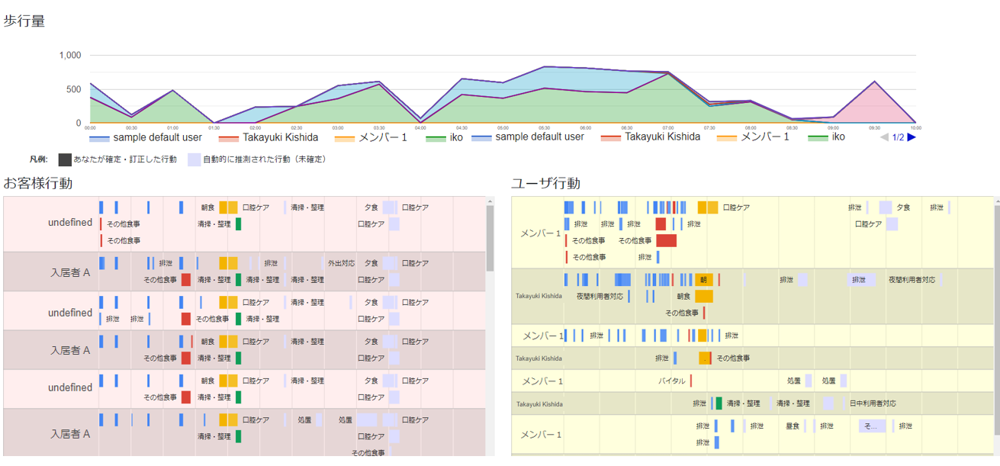 歩行量
1,000
500
0
00:00 00:30 01:00 01:30 02:00 02:30 03:00 03:30 04:00 04:30 05:00 05:30 06:00 06:30 07:00 07:30 08:00 08:30 09:00 09:30 10:00
sample default user Takayuki Kishida メンバー 1 iko sample default user Takayuki Kishida メンバー 1 iko 1/2
凡例: あなたが確定・訂正した行動 自動的に推測された行動（未確定）
お客様行動
undefined 朝食 口腔ケア 清掃・整理 夕食 口腔ケア
その他食事 清掃・整理 口腔ケア
その他食事
入居者 A 排泄 排泄 外出対応 夕食 口腔ケア
その他食事 清掃・整理 清掃・整理 清掃・整理 口腔ケア
undefined 朝食 口腔ケア 清掃・整理 夕食 口腔ケア
排泄 排泄 その他食事 清掃・整理 口腔ケア
入居者 A 朝食 口腔ケア 清掃・整理 夕食 口腔ケア
その他食事 清掃・整理 口腔ケア
undefined 朝食 口腔ケア 清掃・整理 夕食 口腔ケア
その他食事 清掃・整理 口腔ケア
入居者 A 口腔ケア 処置 処置 口腔ケア
清掃・整理 口腔ケア
その他食事
ユーザ行動
メンバー 1 口腔ケア 排泄 夕食 排泄
排泄 排泄 排泄 排泄 口腔ケア
その他食事 その他食事
その他食事 排泄
Takayuki Kishida 朝 排泄 排泄 夜間利用者対応
夜間利用者対応 朝食
その他食事
メンバー 1 排泄 排泄
Takayuki Kishida 排泄 その他食事
メンバー 1 バイタル 処置 処置
Takayuki Kishida 排泄 清掃・整理 清掃・整理 日中利用者対応
メンバー 1 排泄 排泄 昼食 排泄 そ... 排泄
排泄